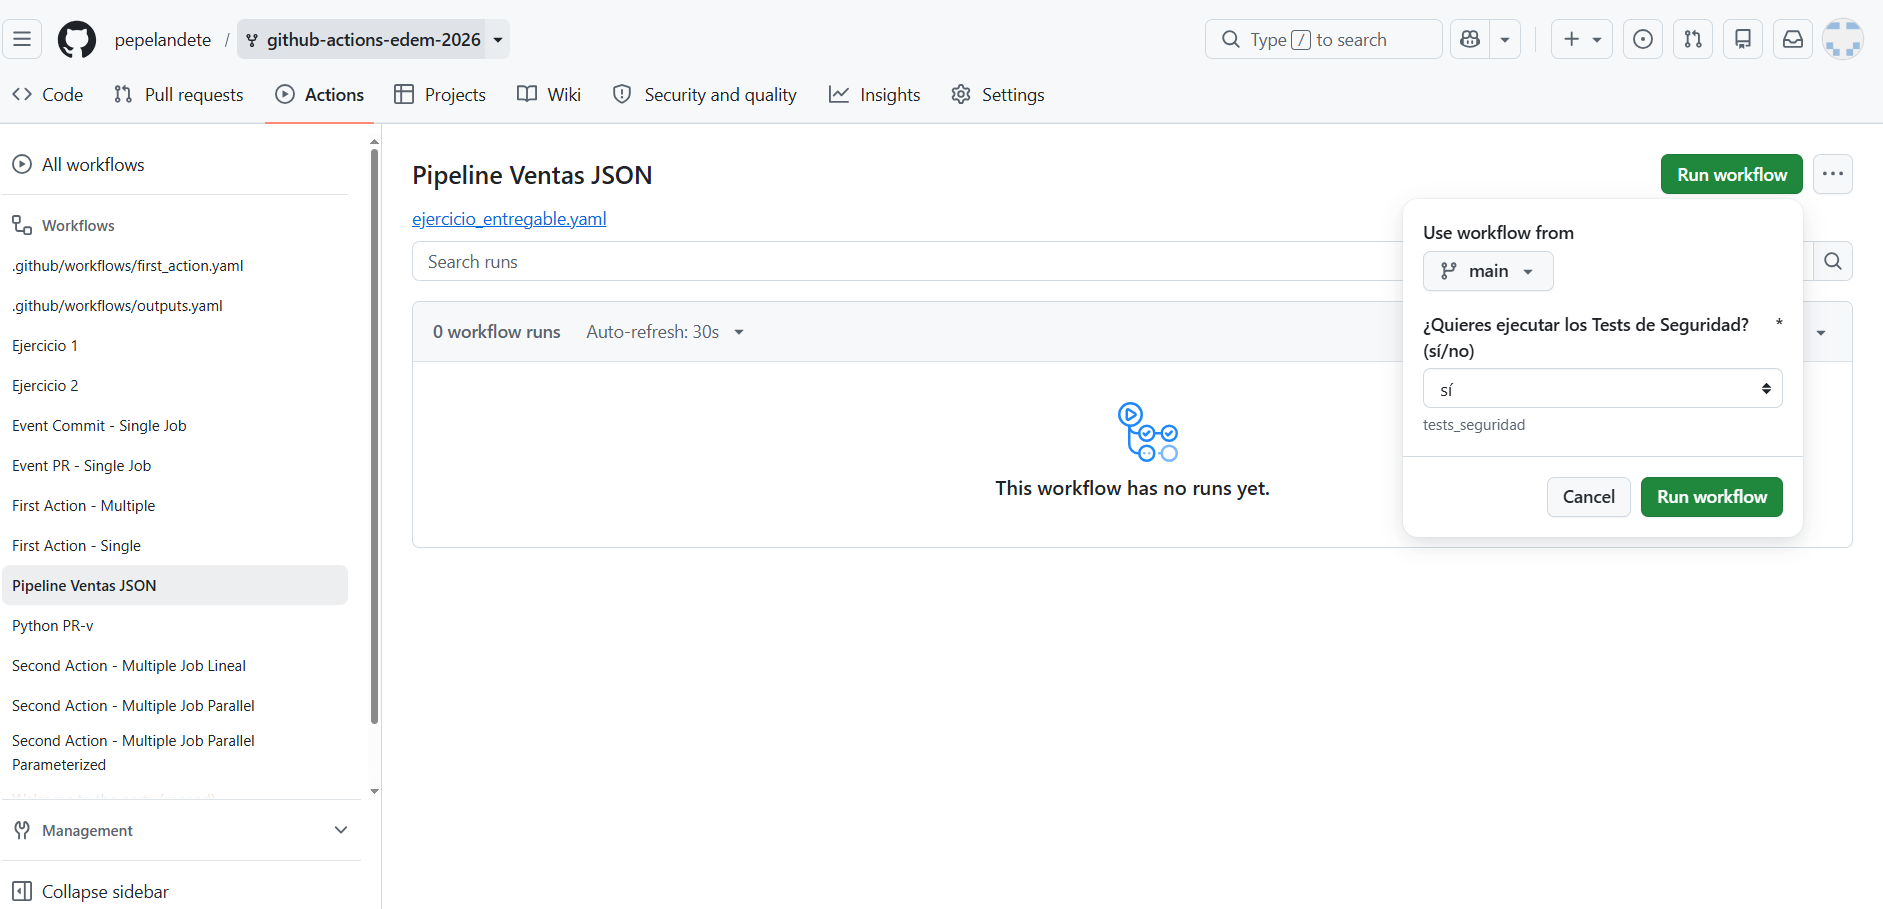 pepelandete / github-actions-edem-2026
Type / to search
Code
Pull requests
Actions
Projects
Wiki
Security and quality
Insights
Settings
All workflows
Workflows
.github/workflows/first_action.yaml
.github/workflows/outputs.yaml
Ejercicio 1
Ejercicio 2
Event Commit - Single Job
Event PR - Single Job
First Action - Multiple
First Action - Single
Pipeline Ventas JSON
Python PR-v
Second Action - Multiple Job Lineal
Second Action - Multiple Job Parallel
Second Action - Multiple Job Parallel
Parameterized
Management
Collapse sidebar
Pipeline Ventas JSON
Run workflow
ejercicio_entregable.yaml
Search runs
0 workflow runs
Auto-refresh: 30s
This workflow has no runs yet.
Use workflow from
main
¿Quieres ejecutar los Tests de Seguridad? *
(sí/no)
sí
tests_seguridad
Cancel
Run workflow